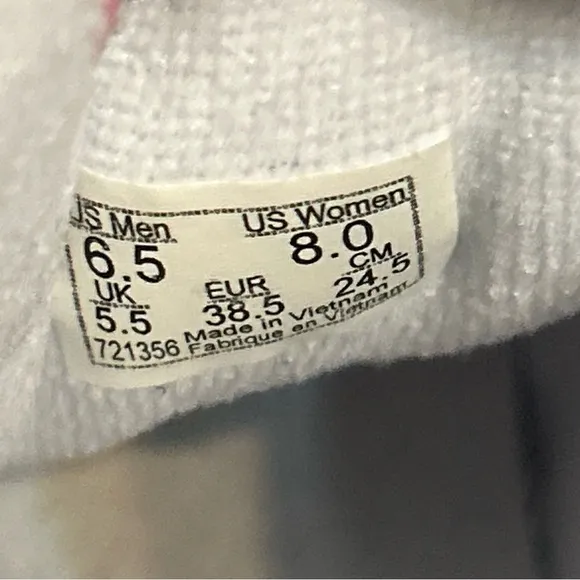 US Men US Women
6.5 8.0
UK EUR CM
5.5 38.5 24.5
721356 Made in Vietnam
Fabrique en Vietnam